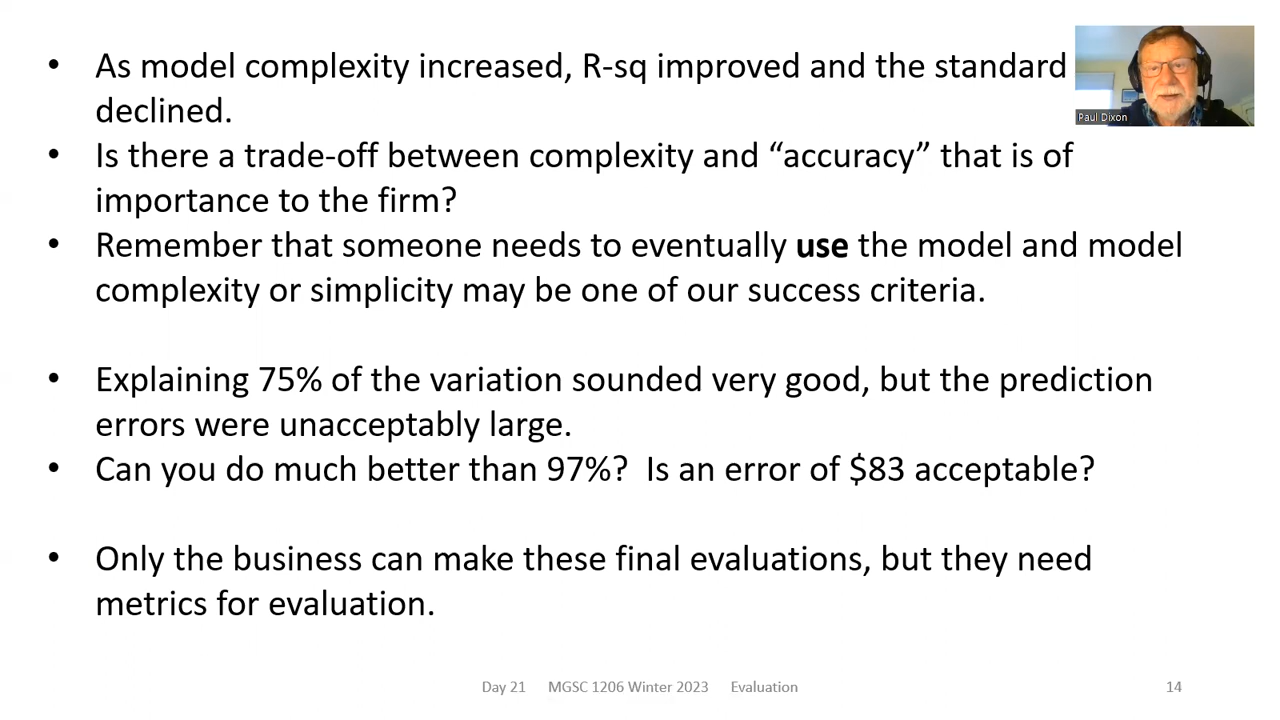 • As model complexity increased, R-sq improved and the standard
declined.
• Is there a trade-off between complexity and “accuracy” that is of
importance to the firm?
• Remember that someone needs to eventually use the model and model
complexity or simplicity may be one of our success criteria.
• Explaining 75% of the variation sounded very good, but the prediction
errors were unacceptably large.
• Can you do much better than 97%? Is an error of $83 acceptable?
• Only the business can make these final evaluations, but they need
metrics for evaluation.
Paul Dixon
Day 21 MGSC 1206 Winter 2023 Evaluation
14